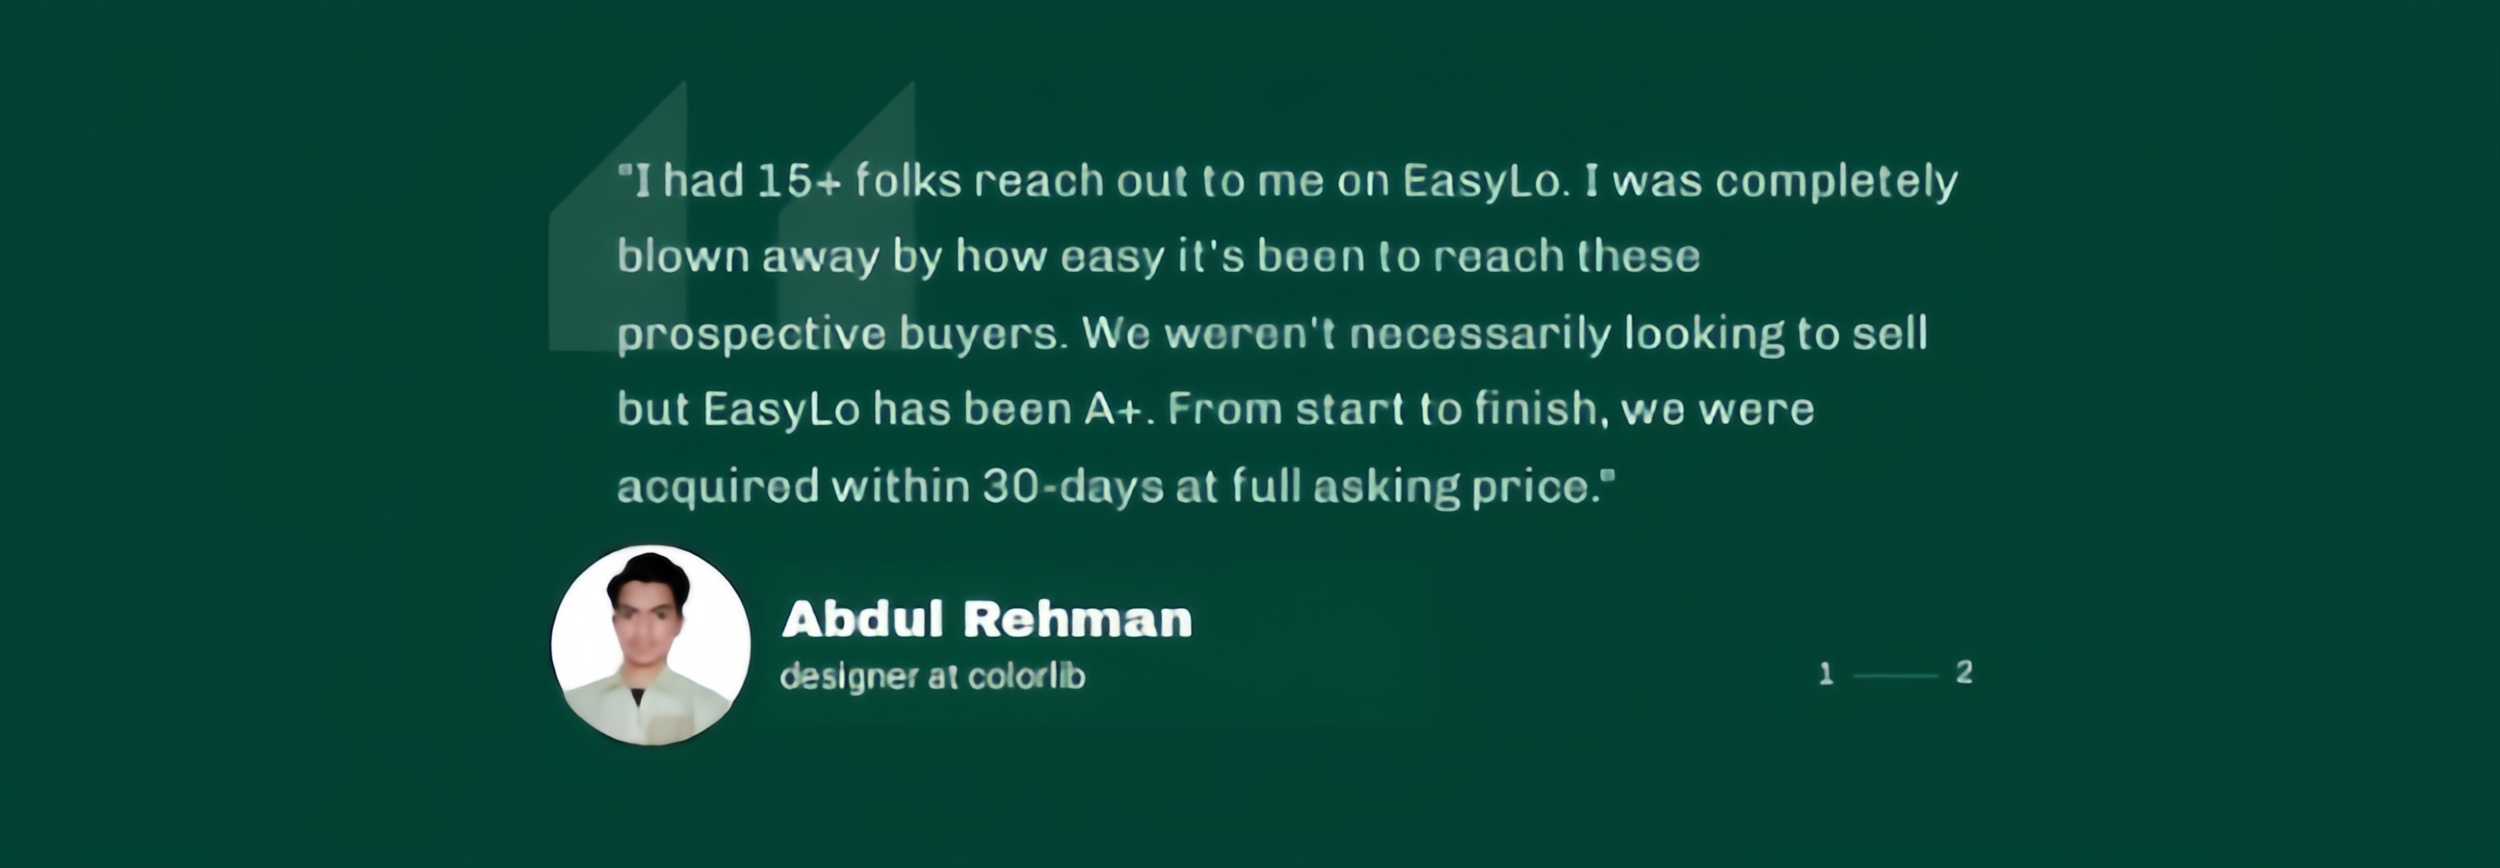 "I had 15+ folks reach out to me on EasyLo. I was completely
blown away by how easy it's been to reach these
prospective buyers. We weren't necessarily looking to sell
but EasyLo has been A+. From start to finish, we were
acquired within 30-days at full asking price."
Abdul Rehman
designer at colorlib
1 2